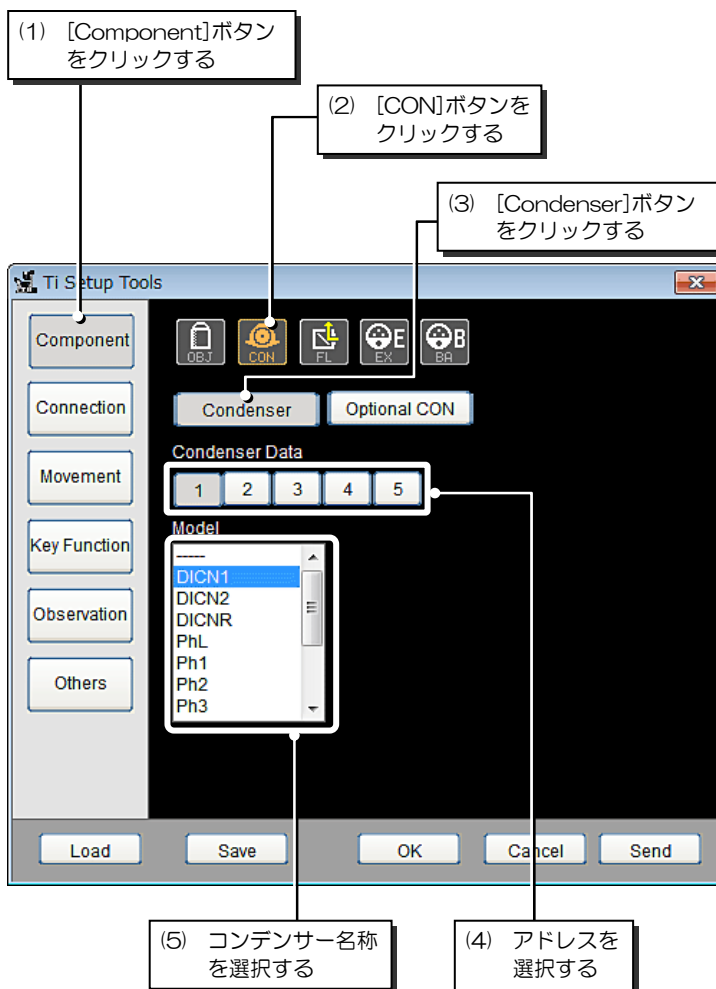 (1) [Component]ボタン
をクリックする
(2) [CON]ボタンを
クリックする
(3) [Condenser]ボタン
をクリックする
Ti Setup Tools
Component
OBJ
CON
L
FL
E
EX
B
BA
Connection
Condenser
Optional CON
Condenser Data
Movement
1 2 3 4 5
Model
Key Function
-----
DICN1
DICN2
DICNR
PhL
Ph1
Ph2
Ph3
Observation
Others
Load
Save
OK
Cancel
Send
(5) コンデンサー名称
を選択する
(4) アドレスを
選択する